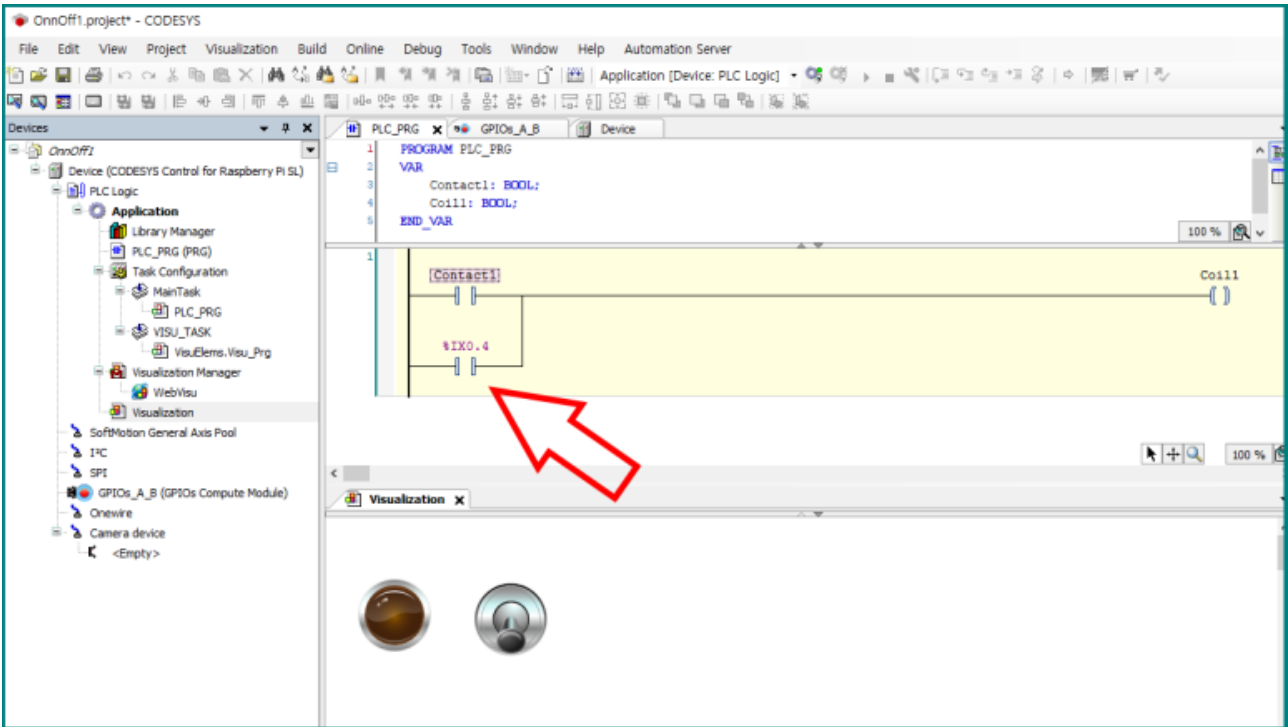 OnnOff1.project* - CODESYS
File Edit View Project Visualization Build Online Debug Tools Window Help Automation Server
Application [Device: PLC Logic]
Devices
PLC_PRG
GPIOs_A_B
Device
OnnOff1
Device (CODESYS Control for Raspberry Pi SL)
PLC Logic
Application
Library Manager
PLC_PRG (PRG)
Task Configuration
MainTask
PLC_PRG
VISU_TASK
VisuElems.Visu_Prg
Visualization Manager
WebVisu
Visualization
SoftMotion General Axis Pool
I²C
SPI
GPIOs_A_B (GPIOs Compute Module)
Onewire
Camera device
<Empty>
1 PROGRAM PLC_PRG
2 VAR
3 Contact1: BOOL;
4 Coil1: BOOL;
5 END_VAR
100 %
1
Contact1
Coil1
%IX0.4
100 %
Visualization